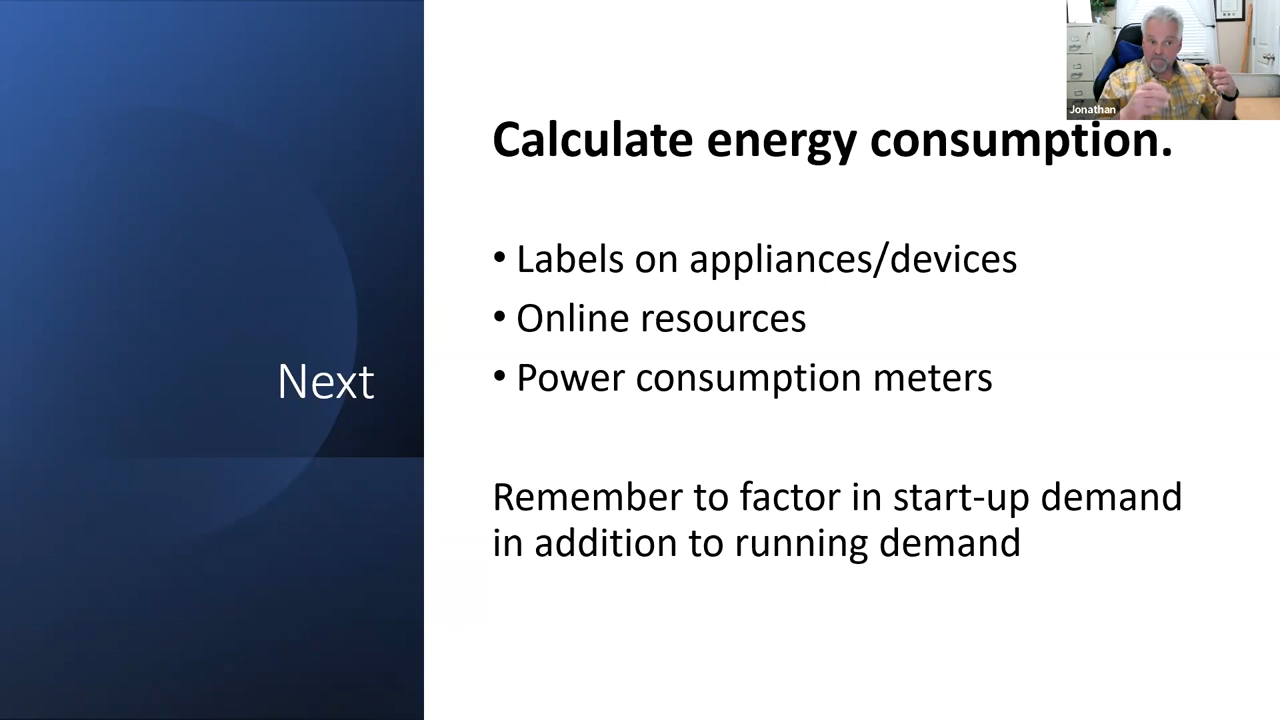 Jonathan
Calculate energy consumption.
• Labels on appliances/devices
• Online resources
• Power consumption meters
Next
Remember to factor in start-up demand
in addition to running demand